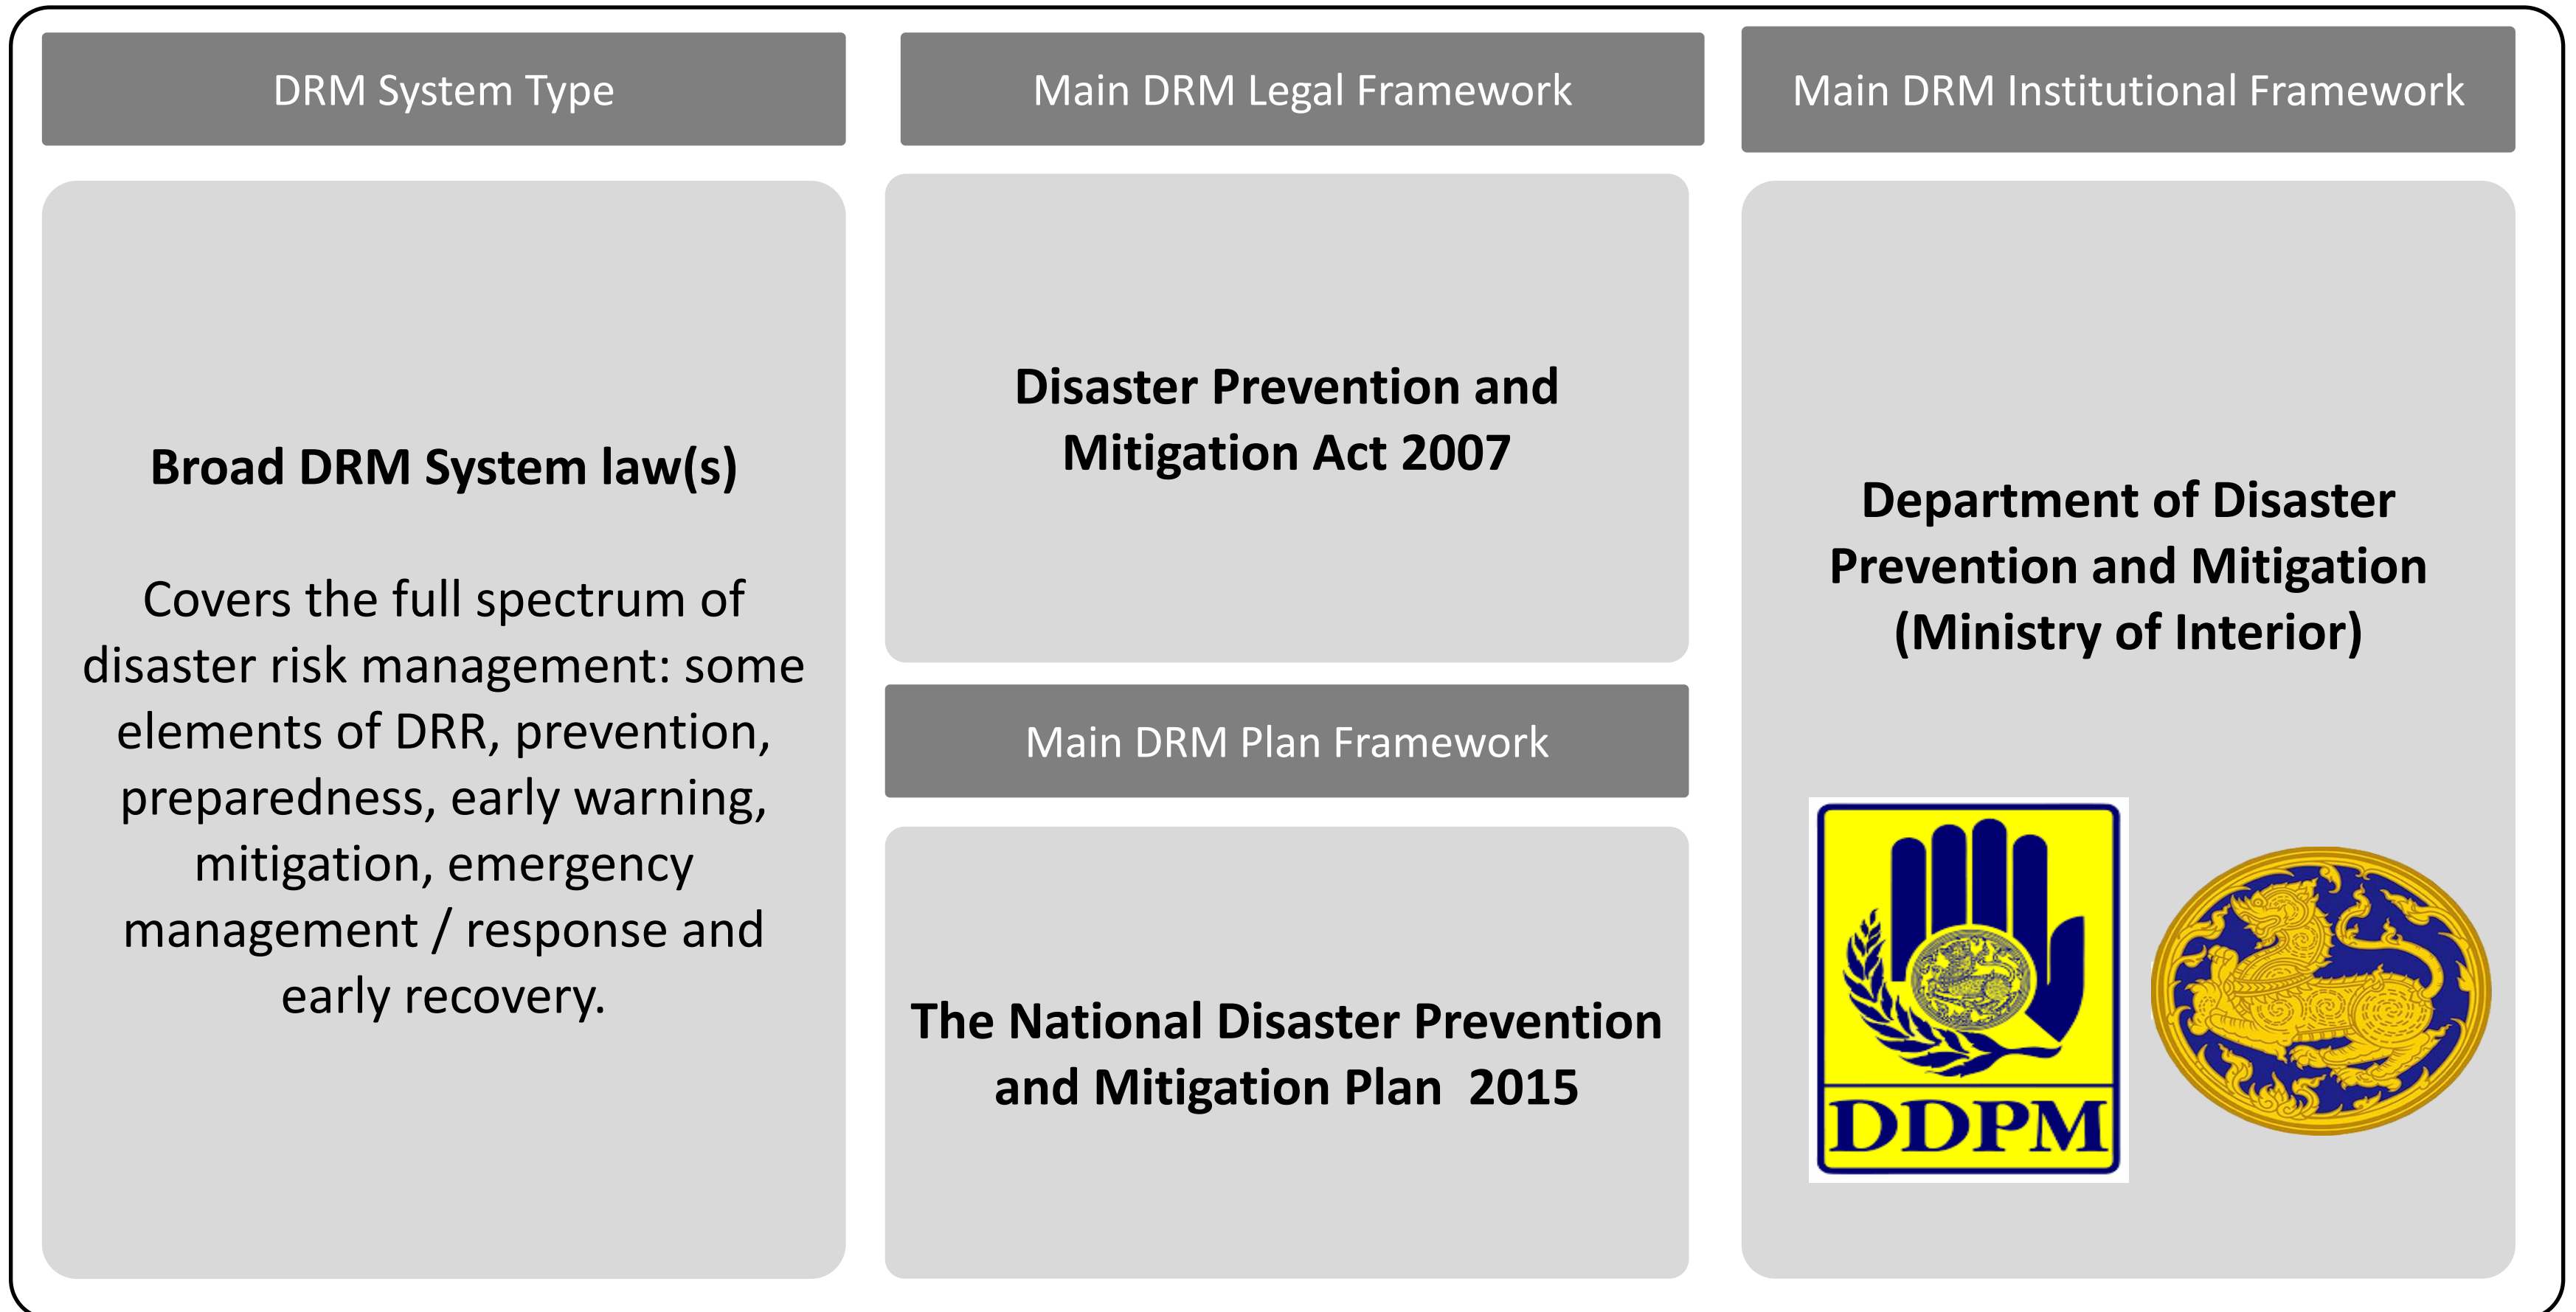 DRM System Type
Broad DRM System law(s)
Covers the full spectrum of
disaster risk management: some
elements of DRR, prevention,
preparedness, early warning,
mitigation, emergency
management / response and
early recovery.
Main DRM Legal Framework
Disaster Prevention and
Mitigation Act 2007
Main DRM Plan Framework
The National Disaster Prevention
and Mitigation Plan  2015
Main DRM Institutional Framework
Department of Disaster
Prevention and Mitigation
(Ministry of Interior)
DDPM